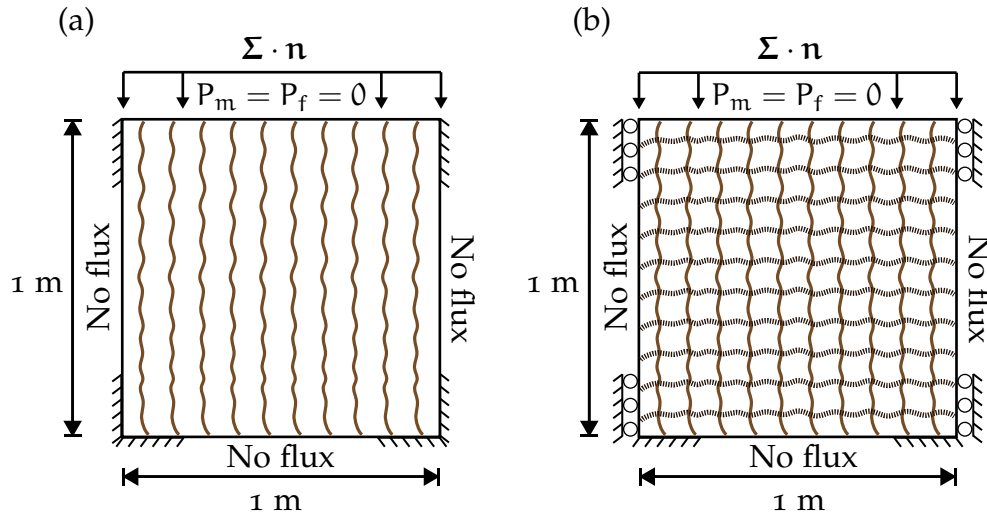 (a)
Σ · n
P_m = P_f = 0
No flux
No flux
1 m
No flux
1 m
(b)
Σ · n
P_m = P_f = 0
No flux
No flux
1 m
No flux
1 m